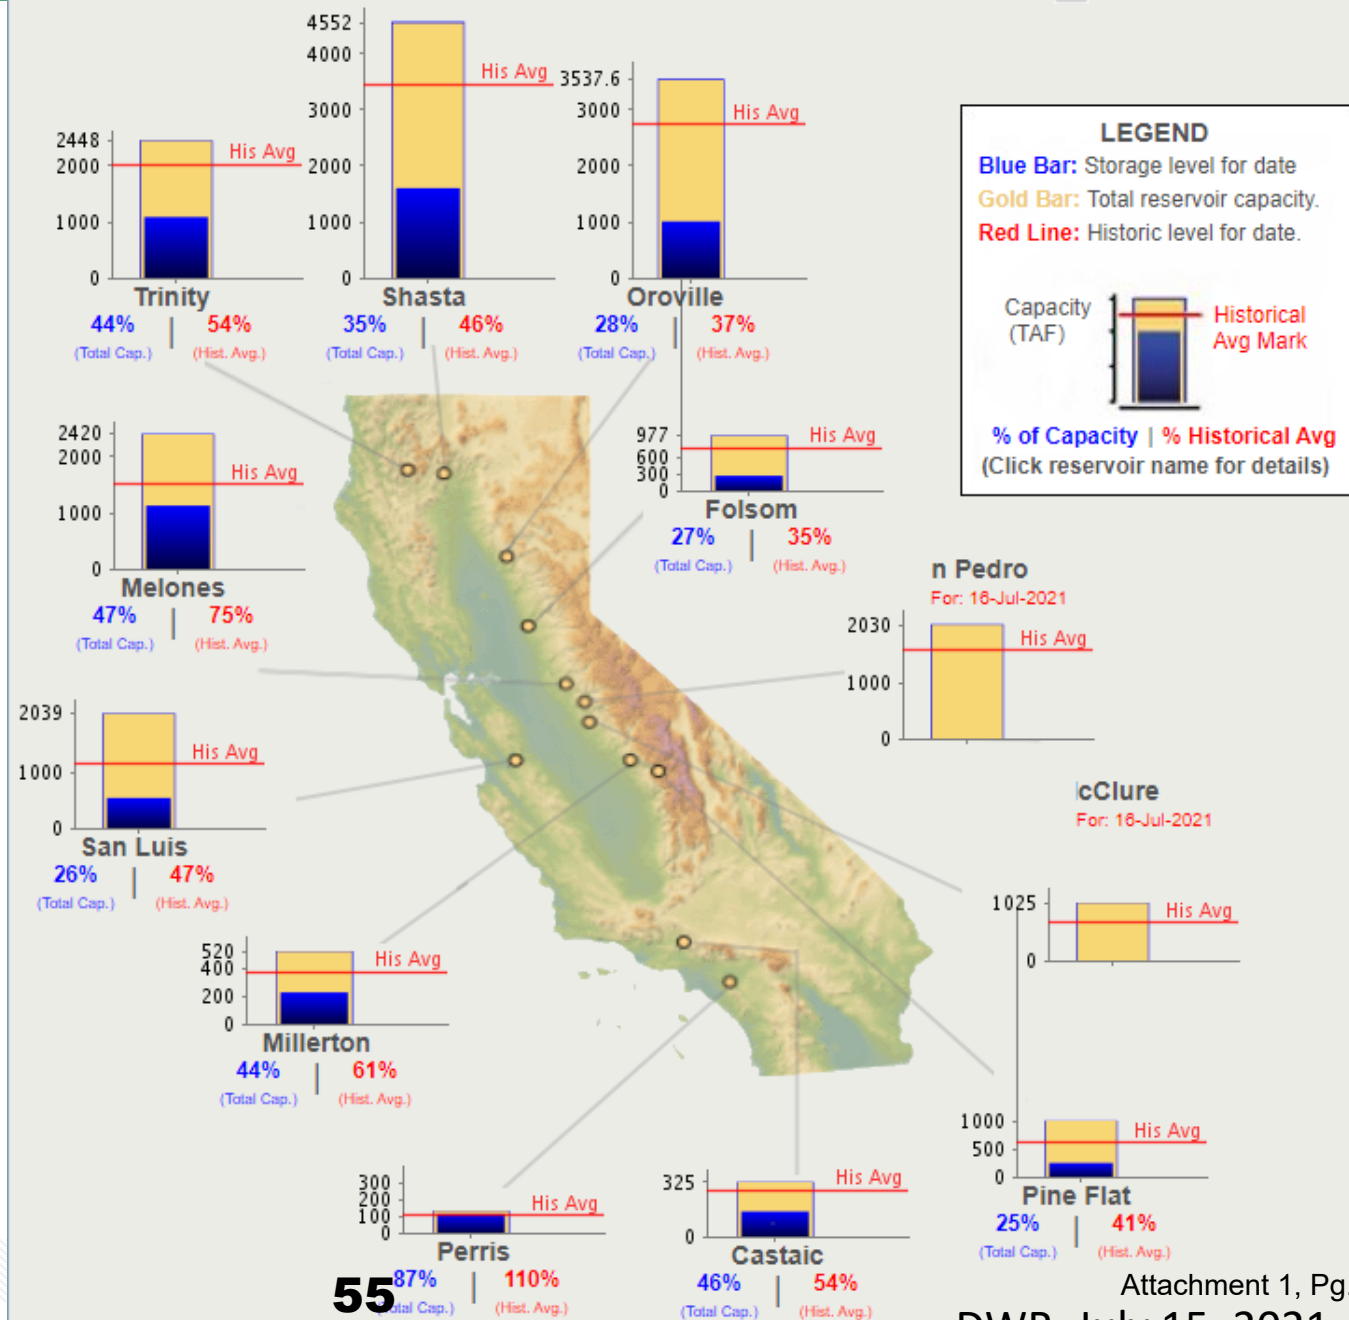 4552
4000
3000
2000
1000
0
His Avg
Shasta
35% | 46%
(Total Cap.) (Hist. Avg.)
3537.6
3000
2000
1000
0
His Avg
Oroville
28% | 37%
(Total Cap.) (Hist. Avg.)
2448
2000
1000
0
His Avg
Trinity
44% | 54%
(Total Cap.) (Hist. Avg.)
LEGEND
Blue Bar: Storage level for date
Gold Bar: Total reservoir capacity.
Red Line: Historic level for date.
Capacity
(TAF)
Historical
Avg Mark
% of Capacity | % Historical Avg
(Click reservoir name for details)
2420
2000
1000
0
His Avg
Melones
47% | 75%
(Total Cap.) (Hist. Avg.)
977
600
300
0
His Avg
Folsom
27% | 35%
(Total Cap.) (Hist. Avg.)
n Pedro
For: 16-Jul-2021
2030
1000
0
His Avg
2039
1000
0
His Avg
San Luis
26% | 47%
(Total Cap.) (Hist. Avg.)
cClure
For: 16-Jul-2021
1025
0
His Avg
520
400
200
0
His Avg
Millerton
44% | 61%
(Total Cap.) (Hist. Avg.)
1000
500
0
His Avg
Pine Flat
25% | 41%
(Total Cap.) (Hist. Avg.)
300
200
100
0
His Avg
Perris
87% | 110%
(Total Cap.) (Hist. Avg.)
325
0
His Avg
Castaic
46% | 54%
(Total Cap.) (Hist. Avg.)
55
Attachment 1, Pg.
DWR July 15, 2021